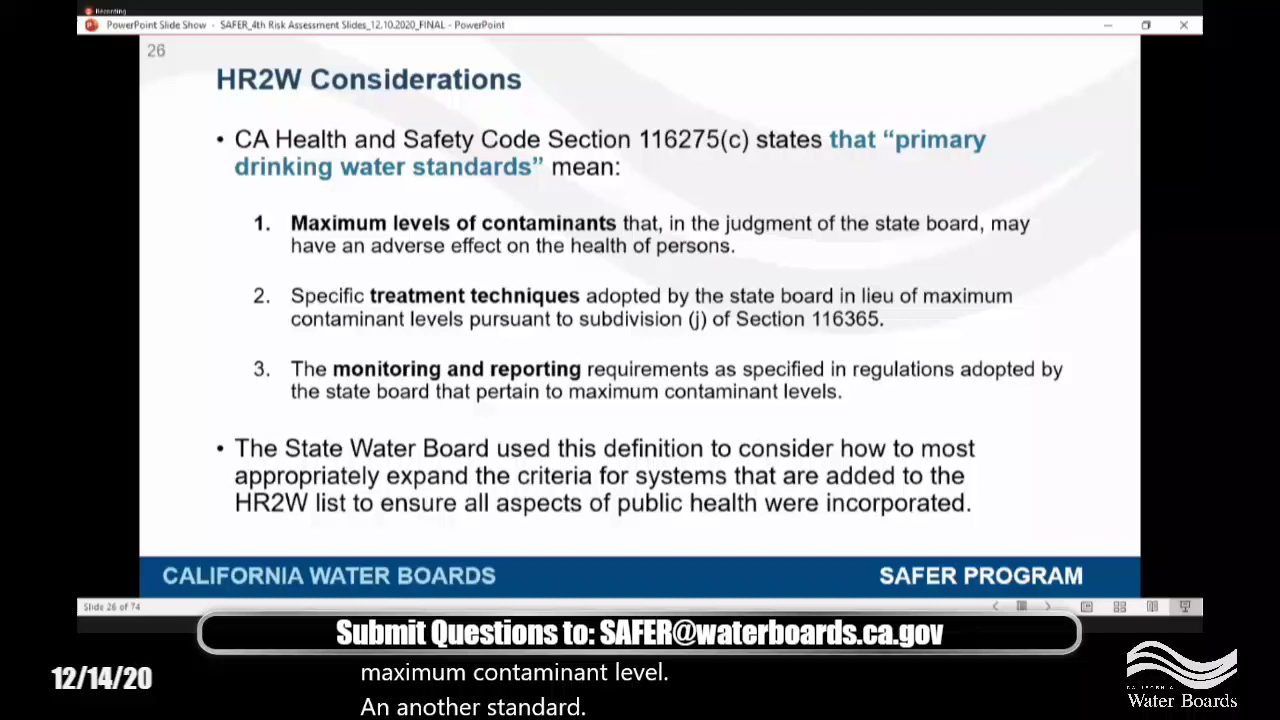 Recording
PowerPoint Slide Show - SAFER_4th Risk Assessment Slides_12.10.2020_FINAL - PowerPoint
26
HR2W Considerations
• CA Health and Safety Code Section 116275(c) states that “primary
drinking water standards” mean:
1. Maximum levels of contaminants that, in the judgment of the state board, may
have an adverse effect on the health of persons.
2. Specific treatment techniques adopted by the state board in lieu of maximum
contaminant levels pursuant to subdivision (j) of Section 116365.
3. The monitoring and reporting requirements as specified in regulations adopted by
the state board that pertain to maximum contaminant levels.
• The State Water Board used this definition to consider how to most
appropriately expand the criteria for systems that are added to the
HR2W list to ensure all aspects of public health were incorporated.
CALIFORNIA WATER BOARDS
SAFER PROGRAM
Slide 26 of 74
Submit Questions to: SAFER@waterboards.ca.gov
12/14/20
maximum contaminant level.
An another standard.
CALIFORNIA
Water Boards